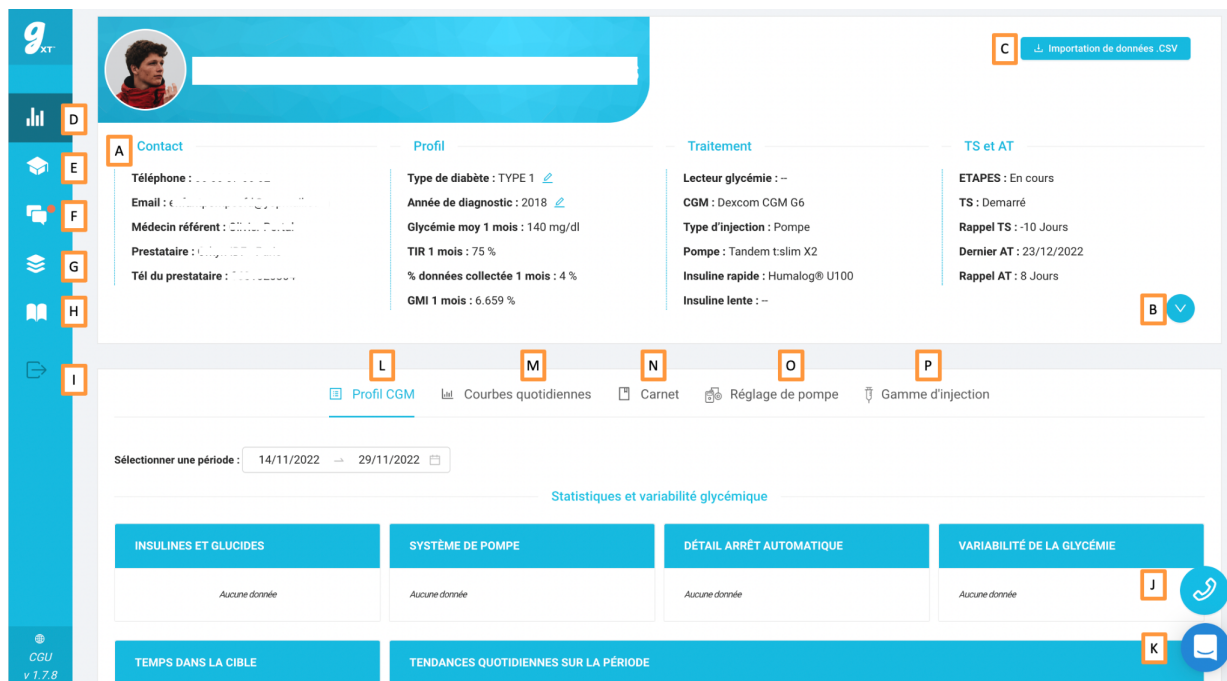 g
XT
C
Importation de données .CSV
D
E
F
G
H
I
A
Contact
Téléphone :
Email :
Médecin référent :
Prestataire :
Tél du prestataire :
Profil
Type de diabète : TYPE 1
Année de diagnostic : 2018
Glycémie moy 1 mois : 140 mg/dl
TIR 1 mois : 75 %
% données collectée 1 mois : 4 %
GMI 1 mois : 6.659 %
Traitement
Lecteur glycémie : --
CGM : Dexcom CGM G6
Type d'injection : Pompe
Pompe : Tandem t:slim X2
Insuline rapide : Humalog® U100
Insuline lente : --
TS et AT
ETAPES : En cours
TS : Demarré
Rappel TS : -10 Jours
Dernier AT : 23/12/2022
Rappel AT : 8 Jours
B
L
M
N
O
P
Profil CGM
Courbes quotidiennes
Carnet
Réglage de pompe
Gamme d'injection
Sélectionner une période : 14/11/2022 → 29/11/2022
Statistiques et variabilité glycémique
INSULINES ET GLUCIDES
Aucune donnée
SYSTÈME DE POMPE
Aucune donnée
DÉTAIL ARRÊT AUTOMATIQUE
Aucune donnée
VARIABILITÉ DE LA GLYCÉMIE
Aucune donnée
J
K
TEMPS DANS LA CIBLE
TENDANCES QUOTIDIENNES SUR LA PÉRIODE
CGU
v 1.7.8